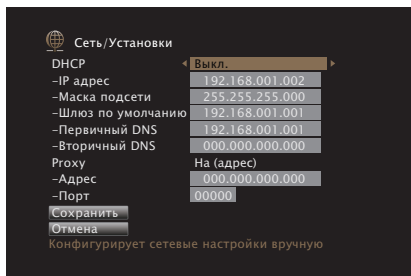 Сеть/Установки
DHCP Выкл.
–IP адрес 192.168.001.002
–Маска подсети 255.255.255.000
–Шлюз по умолчанию 192.168.001.001
–Первичный DNS 192.168.001.001
–Вторичный DNS 000.000.000.000
Proxy На (адрес)
–Адрес 000.000.000.000
–Порт 00000
Сохранить
Отмена
Конфигурирует сетевые настройки вручную